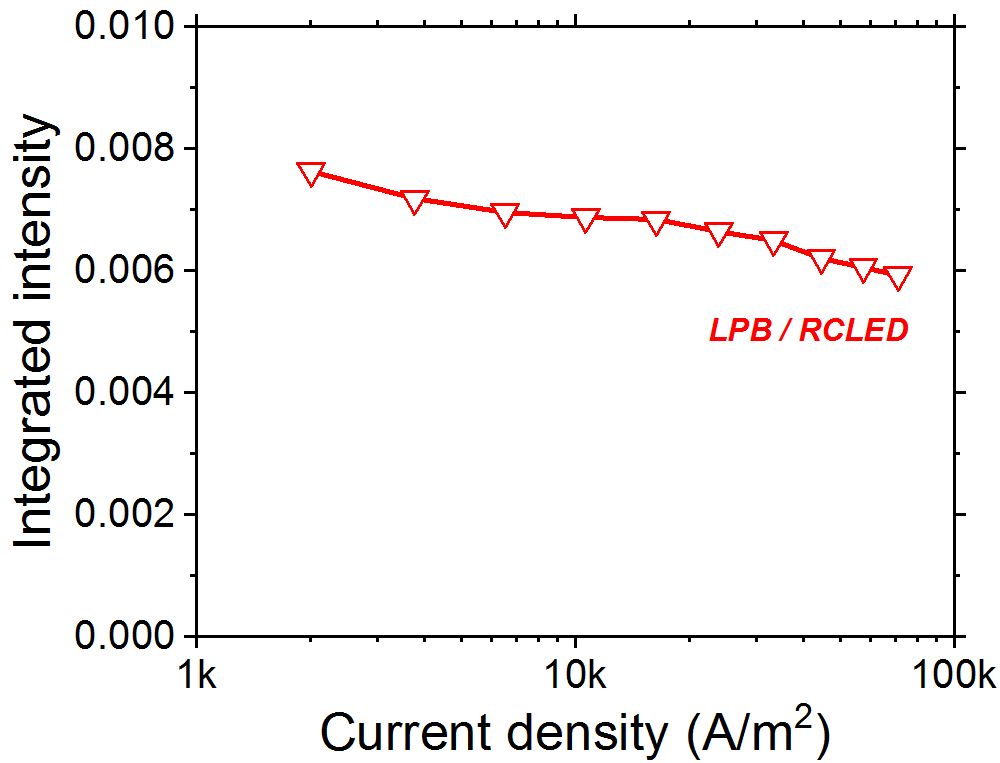 0.010
0.008
0.006
0.004
0.002
0.000
Integrated intensity
LPB / RCLED
1k 10k 100k
Current density (A/m²)